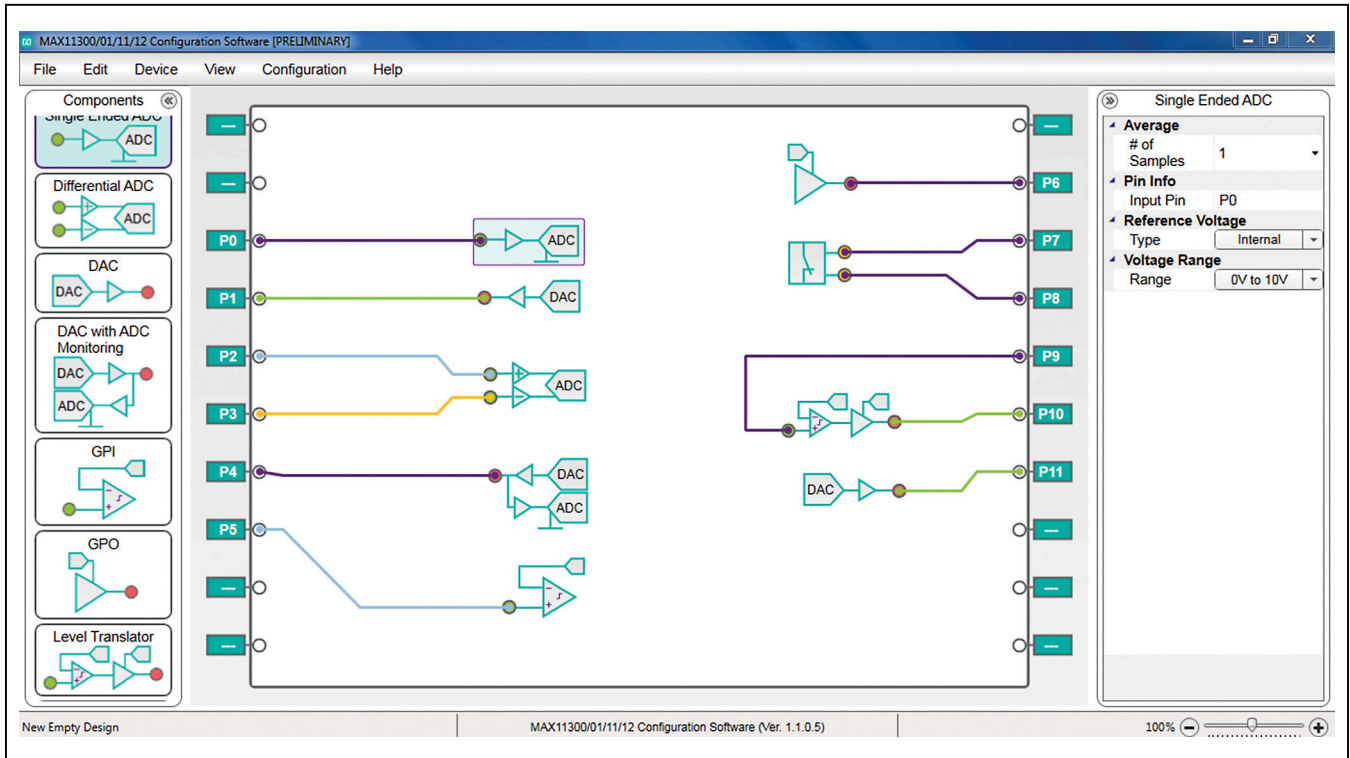 MAX11300/01/11/12 Configuration Software [PRELIMINARY]
File Edit Device View Configuration Help
Components
Single Ended ADC
ADC
Differential ADC
ADC
DAC
DAC
DAC with ADC
Monitoring
DAC
ADC
GPI
GPO
Level Translator
---
---
P0
P1
P2
P3
P4
P5
---
---
ADC
DAC
ADC
DAC
ADC
DAC
---
P6
P7
P8
P9
P10
P11
---
---
---
Single Ended ADC
Average
# of
Samples
1
Pin Info
Input Pin P0
Reference Voltage
Type Internal
Voltage Range
Range 0V to 10V
New Empty Design
MAX11300/01/11/12 Configuration Software (Ver. 1.1.0.5)
100%